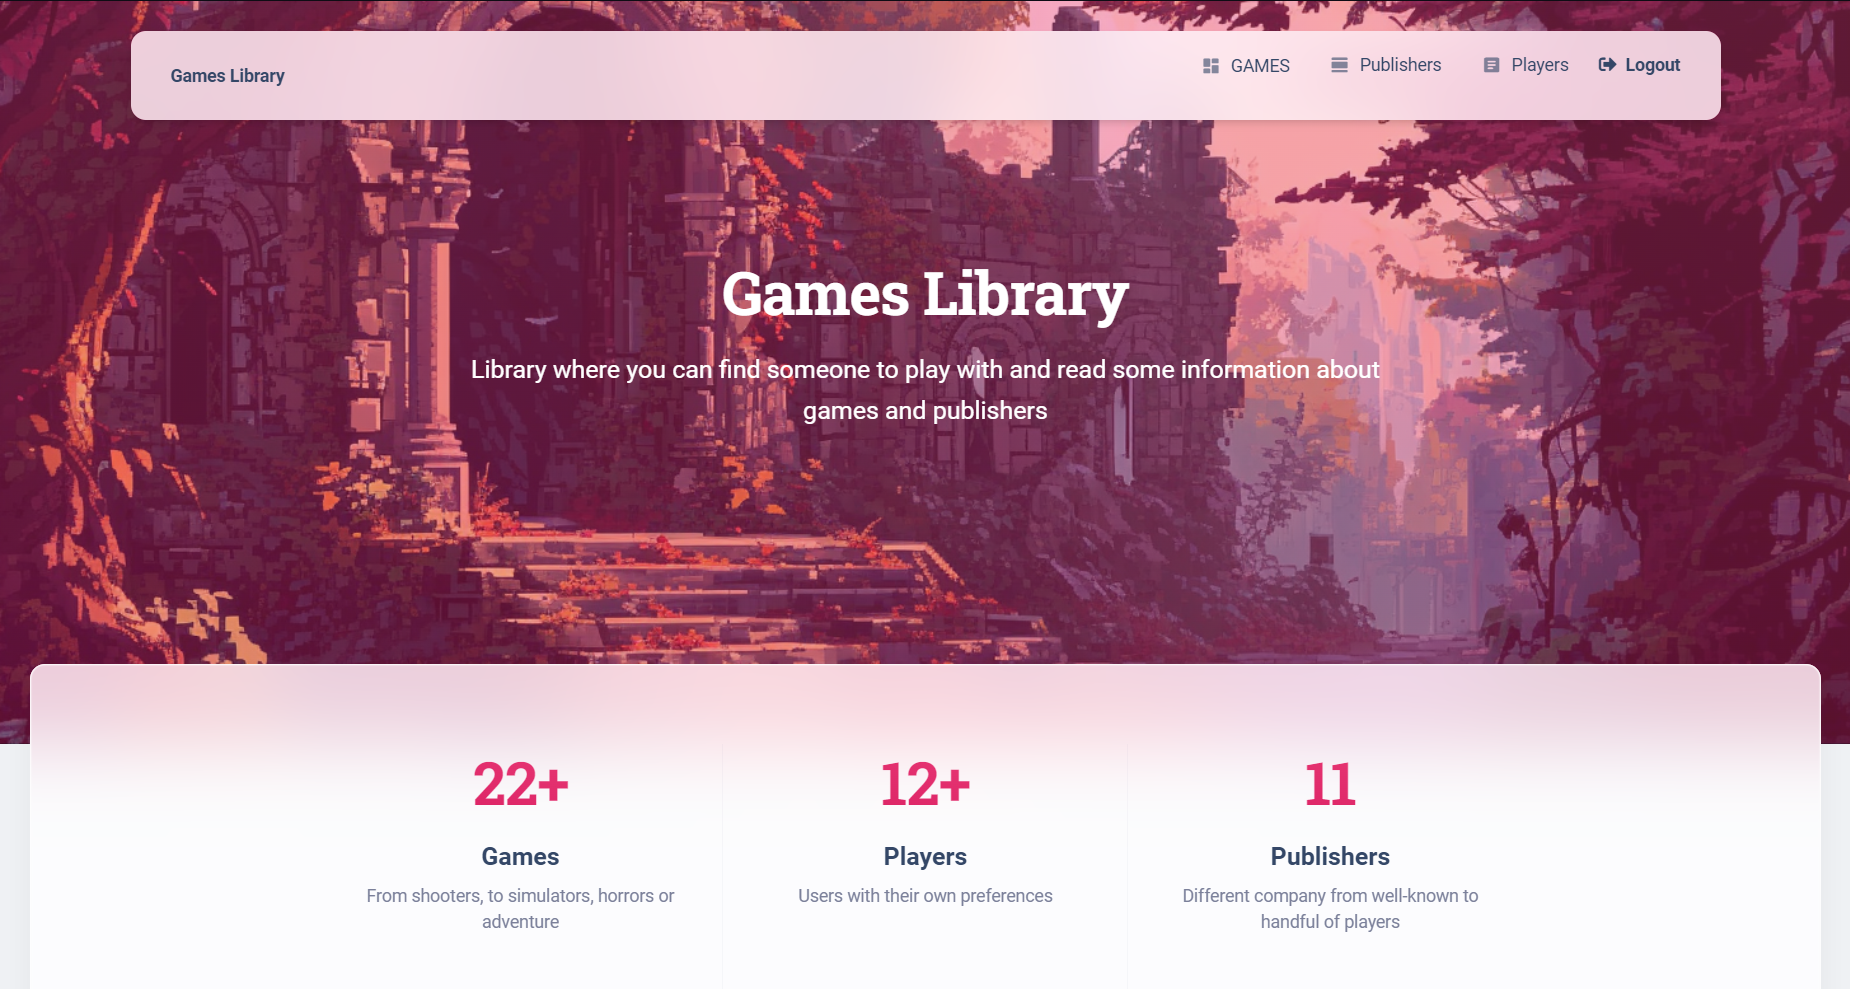 Games Library
GAMES
Publishers
Players
Logout
Games Library
Library where you can find someone to play with and read some information about
games and publishers
22+
Games
From shooters, to simulators, horrors or
adventure
12+
Players
Users with their own preferences
11
Publishers
Different company from well-known to
handful of players